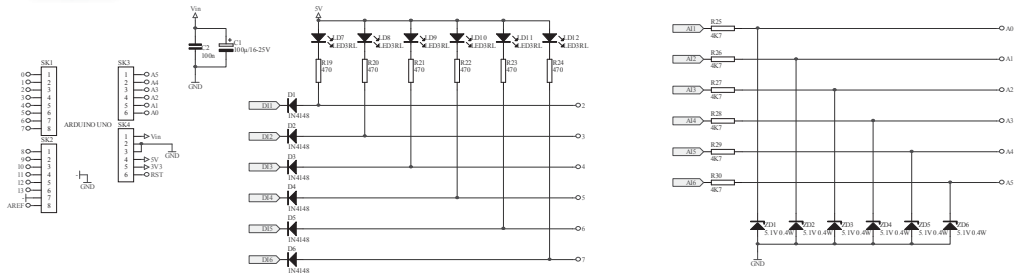 Vin
C2
100n
C1
100µ/16-25V
GND
SK1
0 1
1 2
2 3
3 4
4 5
5 6
6 7
7 8
ARDUINO UNO
SK2
8 1
9 2
10 3
11 4
12 5
13 6
7
AREF 8
GND
SK3
1 A5
2 A4
3 A3
4 A2
5 A1
6 A0
SK4
1 Vin
2
3 GND
4 5V
5 3V3
6 RST
5V
LD7 LD8 LD9 LD10 LD11 LD12
LED3RL LED3RL LED3RL LED3RL LED3RL LED3RL
R19 R20 R21 R22 R23 R24
470 470 470 470 470 470
D1
DI1 2
1N4148
D2
DI2 3
1N4148
D3
DI3 4
1N4148
D4
DI4 5
1N4148
D5
DI5 6
1N4148
D6
DI6 7
1N4148
R25
AI1 A0
4K7
R26
AI2 A1
4K7
R27
AI3 A2
4K7
R28
AI4 A3
4K7
R29
AI5 A4
4K7
R30
AI6 A5
4K7
ZD1 ZD2 ZD3 ZD4 ZD5 ZD6
5.1V 0.4W 5.1V 0.4W 5.1V 0.4W 5.1V 0.4W 5.1V 0.4W 5.1V 0.4W
GND